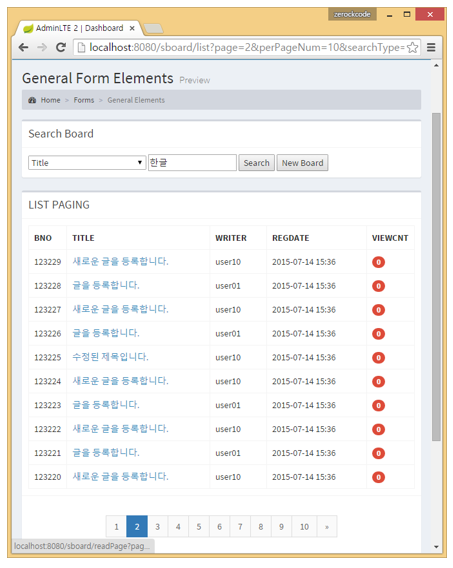 zerockcode
AdminLTE 2 | Dashboard
localhost:8080/sboard/list?page=2&perPageNum=10&searchType=
General Form Elements Preview
Home > Forms > General Elements
Search Board
Title 한글 Search New Board
LIST PAGING
BNO TITLE WRITER REGDATE VIEWCNT
123229 새로운 글을 등록합니다. user10 2015-07-14 15:36 0
123228 글을 등록합니다. user01 2015-07-14 15:36 0
123227 새로운 글을 등록합니다. user10 2015-07-14 15:36 0
123226 글을 등록합니다. user01 2015-07-14 15:36 0
123225 수정된 제목입니다. user10 2015-07-14 15:36 0
123224 새로운 글을 등록합니다. user10 2015-07-14 15:36 0
123223 글을 등록합니다. user01 2015-07-14 15:36 0
123222 새로운 글을 등록합니다. user10 2015-07-14 15:36 0
123221 글을 등록합니다. user01 2015-07-14 15:36 0
123220 새로운 글을 등록합니다. user10 2015-07-14 15:36 0
1 2 3 4 5 6 7 8 9 10 »
localhost:8080/sboard/readPage?pag...